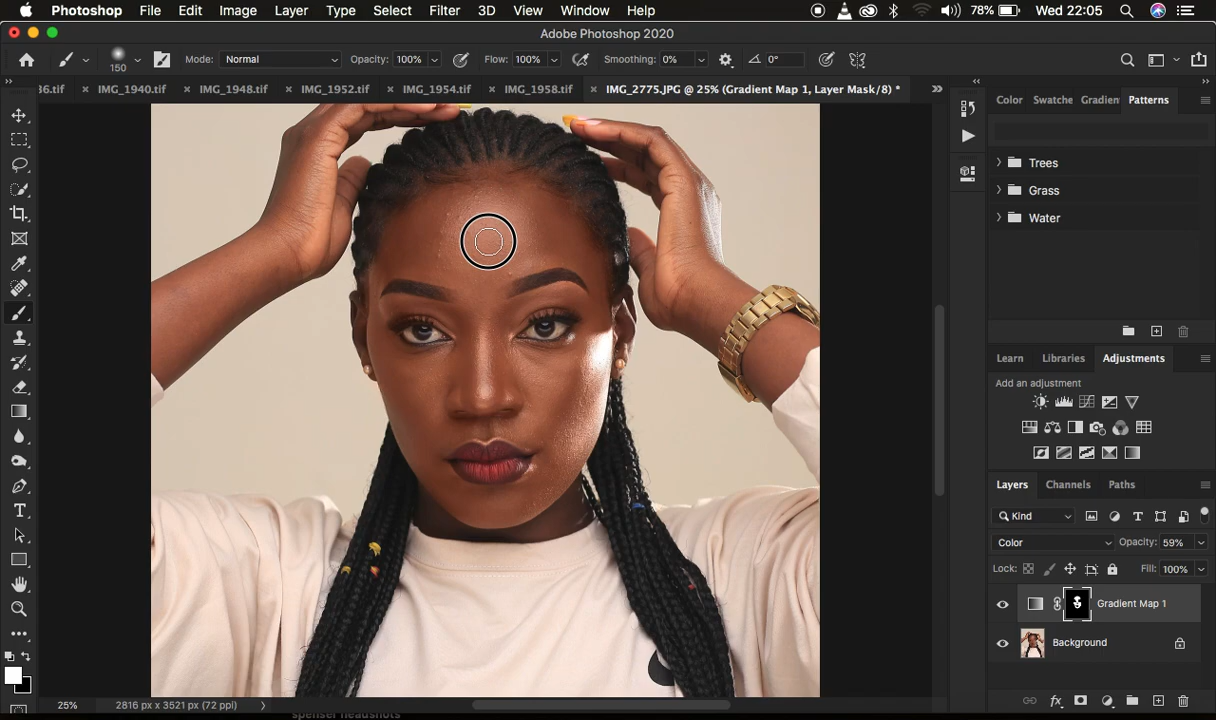 Photoshop File Edit Image Layer Type Select Filter 3D View Window Help 78% Wed 22:05
Adobe Photoshop 2020
150 Mode: Normal Opacity: 100% Flow: 100% Smoothing: 0% 0°
36.tif × IMG_1940.tif × IMG_1948.tif × IMG_1952.tif × IMG_1954.tif × IMG_1958.tif × IMG_2775.JPG @ 25% (Gradient Map 1, Layer Mask/8) *
Color Swatche Gradien Patterns
Trees
Grass
Water
Learn Libraries Adjustments
Add an adjustment
Layers Channels Paths
Kind
Color Opacity: 59%
Lock: Fill: 100%
Gradient Map 1
Background
25% 2816 px x 3521 px (72 ppi)
spenser headshots